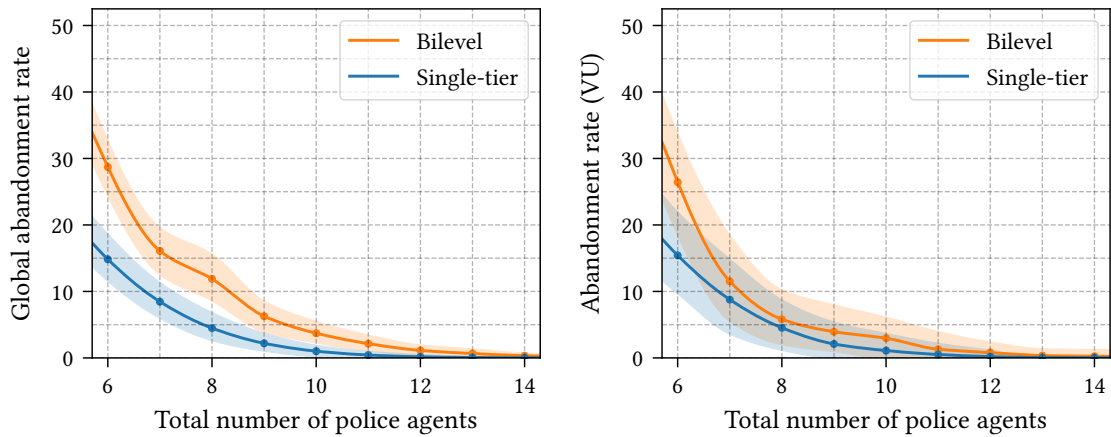 Global abandonment rate
50
40
30
20
10
0
6
8
10
12
14
Total number of police agents
Bilevel
Single-tier
Abandonment rate (VU)
50
40
30
20
10
0
6
8
10
12
14
Total number of police agents
Bilevel
Single-tier